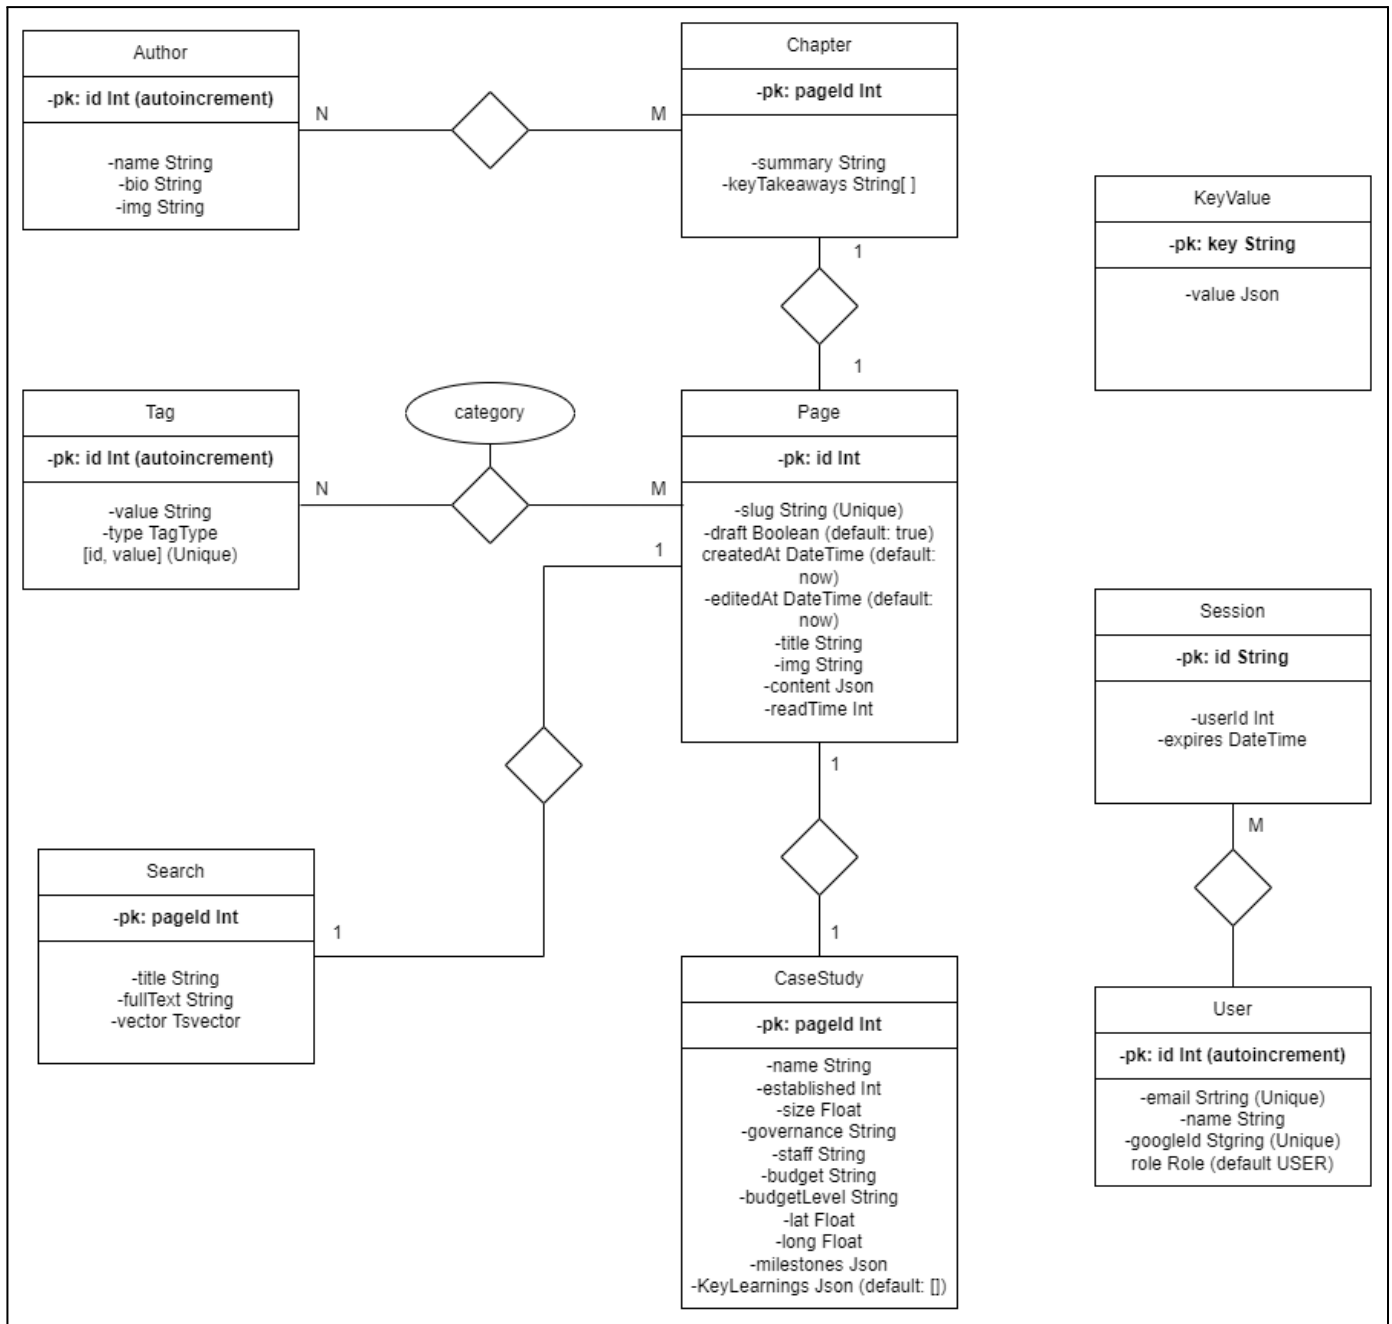 Author
-pk: id Int (autoincrement)
-name String
-bio String
-img String
N
M
Chapter
-pk: pageId Int
-summary String
-keyTakeaways String[ ]
1
1
KeyValue
-pk: key String
-value Json
Tag
-pk: id Int (autoincrement)
-value String
-type TagType
[id, value] (Unique)
N
category
M
1
Page
-pk: id Int
-slug String (Unique)
-draft Boolean (default: true)
createdAt DateTime (default:
now)
-editedAt DateTime (default:
now)
-title String
-img String
-content Json
-readTime Int
1
1
Session
-pk: id String
-userId Int
-expires DateTime
M
Search
-pk: pageId Int
-title String
-fullText String
-vector Tsvector
1
CaseStudy
-pk: pageId Int
-name String
-established Int
-size Float
-governance String
-staff String
-budget String
-budgetLevel String
-lat Float
-long Float
-milestones Json
-KeyLearnings Json (default: [])
User
-pk: id Int (autoincrement)
-email Srtring (Unique)
-name String
-googleId Stgring (Unique)
role Role (default USER)